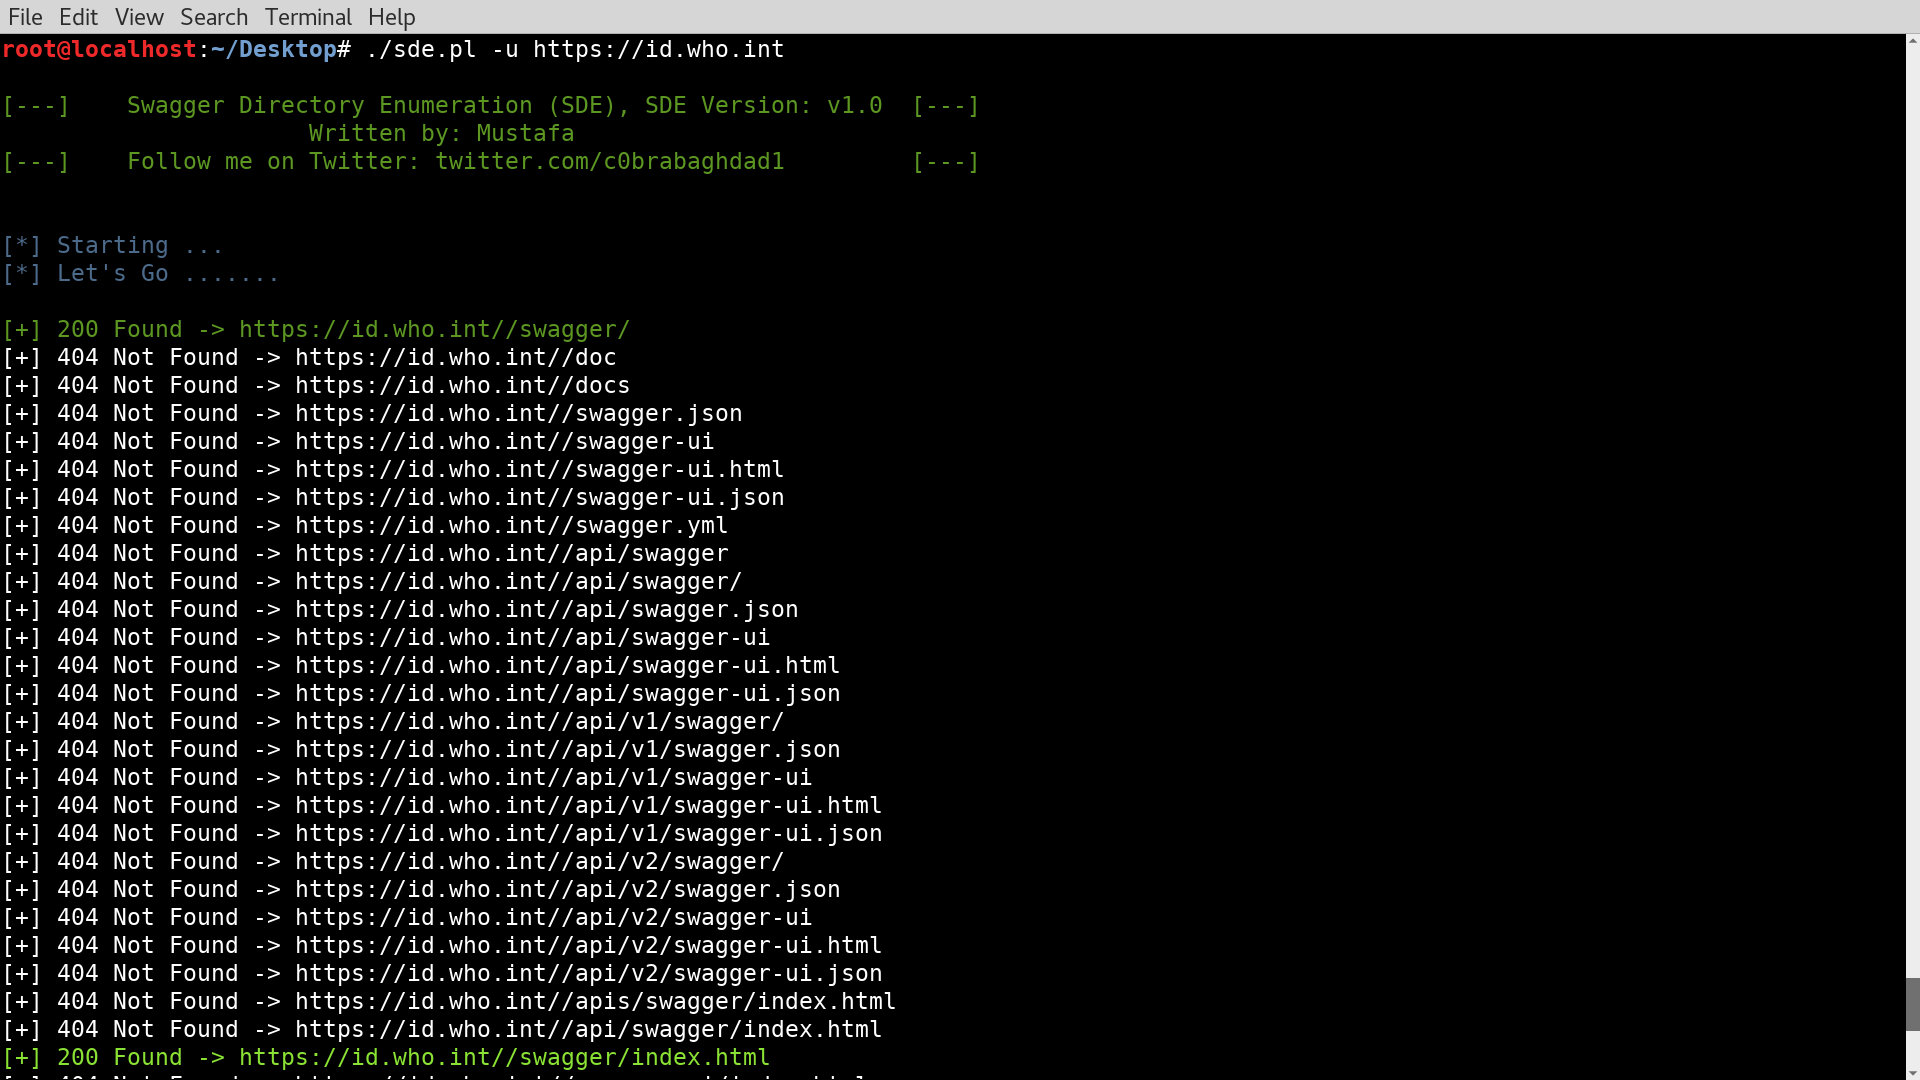 File Edit View Search Terminal Help
root@localhost:~/Desktop# ./sde.pl -u https://id.who.int
[---]    Swagger Directory Enumeration (SDE), SDE Version: v1.0  [---]
Written by: Mustafa
[---]    Follow me on Twitter: twitter.com/c0brabaghdad1         [---]
[*] Starting ...
[*] Let's Go .......
[+] 200 Found -> https://id.who.int//swagger/
[+] 404 Not Found -> https://id.who.int//doc
[+] 404 Not Found -> https://id.who.int//docs
[+] 404 Not Found -> https://id.who.int//swagger.json
[+] 404 Not Found -> https://id.who.int//swagger-ui
[+] 404 Not Found -> https://id.who.int//swagger-ui.html
[+] 404 Not Found -> https://id.who.int//swagger-ui.json
[+] 404 Not Found -> https://id.who.int//swagger.yml
[+] 404 Not Found -> https://id.who.int//api/swagger
[+] 404 Not Found -> https://id.who.int//api/swagger/
[+] 404 Not Found -> https://id.who.int//api/swagger.json
[+] 404 Not Found -> https://id.who.int//api/swagger-ui
[+] 404 Not Found -> https://id.who.int//api/swagger-ui.html
[+] 404 Not Found -> https://id.who.int//api/swagger-ui.json
[+] 404 Not Found -> https://id.who.int//api/v1/swagger/
[+] 404 Not Found -> https://id.who.int//api/v1/swagger.json
[+] 404 Not Found -> https://id.who.int//api/v1/swagger-ui
[+] 404 Not Found -> https://id.who.int//api/v1/swagger-ui.html
[+] 404 Not Found -> https://id.who.int//api/v1/swagger-ui.json
[+] 404 Not Found -> https://id.who.int//api/v2/swagger/
[+] 404 Not Found -> https://id.who.int//api/v2/swagger.json
[+] 404 Not Found -> https://id.who.int//api/v2/swagger-ui
[+] 404 Not Found -> https://id.who.int//api/v2/swagger-ui.html
[+] 404 Not Found -> https://id.who.int//api/v2/swagger-ui.json
[+] 404 Not Found -> https://id.who.int//apis/swagger/index.html
[+] 404 Not Found -> https://id.who.int//api/swagger/index.html
[+] 200 Found -> https://id.who.int//swagger/index.html